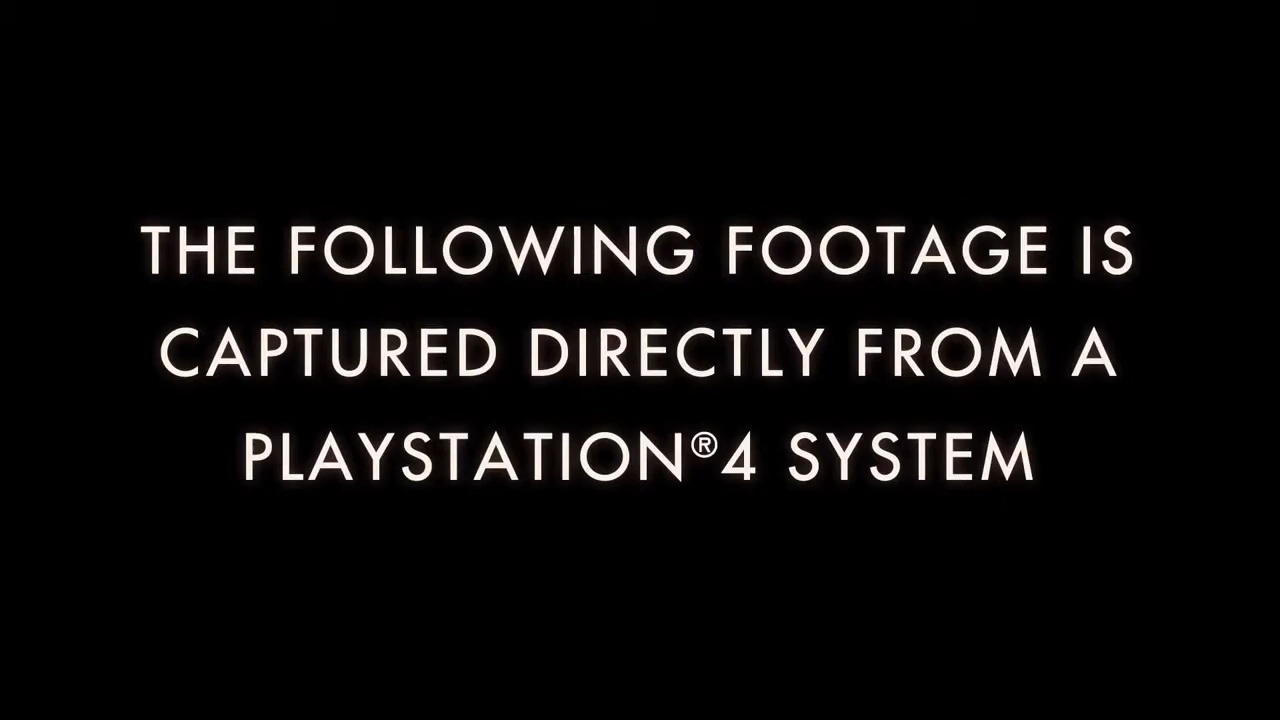 THE FOLLOWING FOOTAGE IS
CAPTURED DIRECTLY FROM A
PLAYSTATION®4 SYSTEM